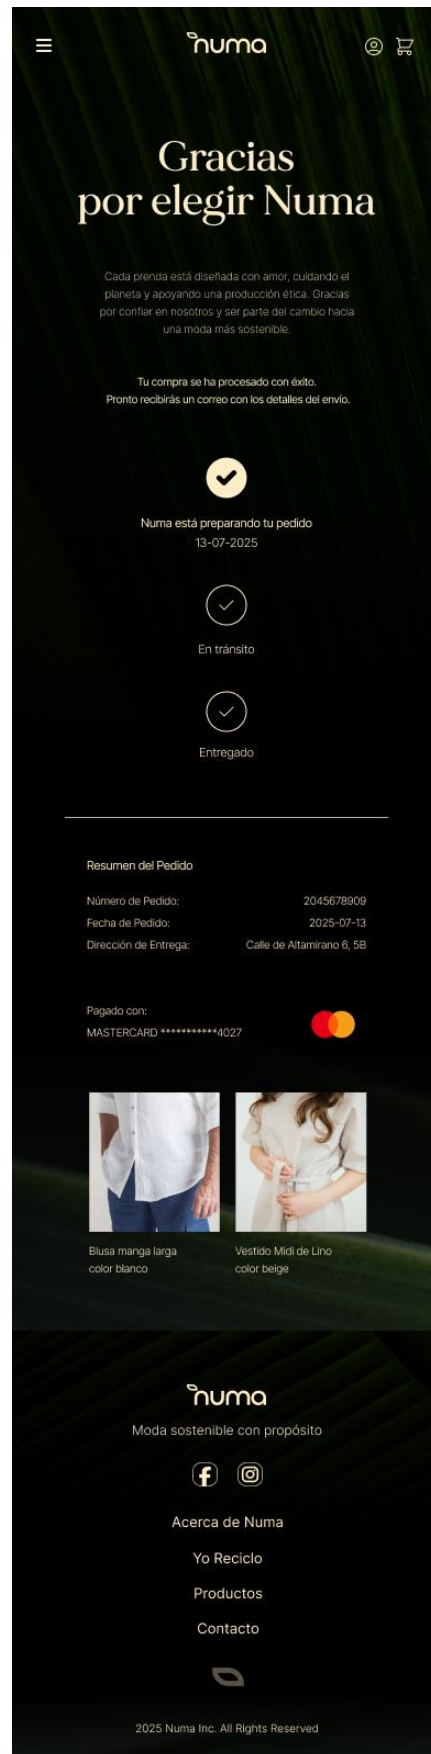 numa
Gracias
por elegir Numa
Cada prenda está diseñada con amor, cuidando el
planeta y apoyando una producción ética. Gracias
por confiar en nosotros y ser parte del cambio hacia
una moda más sostenible.
Tu compra se ha procesado con éxito.
Pronto recibirás un correo con los detalles del envío.
Numa está preparando tu pedido
13-07-2025
En tránsito
Entregado
Resumen del Pedido
Número de Pedido: 2045678909
Fecha de Pedido: 2025-07-13
Dirección de Entrega: Calle de Altamirano 6, 5B
Pagado con:
MASTERCARD ***********4027
Blusa manga larga
color blanco
Vestido Midi de Lino
color beige
numa
Moda sostenible con propósito
Acerca de Numa
Yo Reciclo
Productos
Contacto
2025 Numa Inc. All Rights Reserved